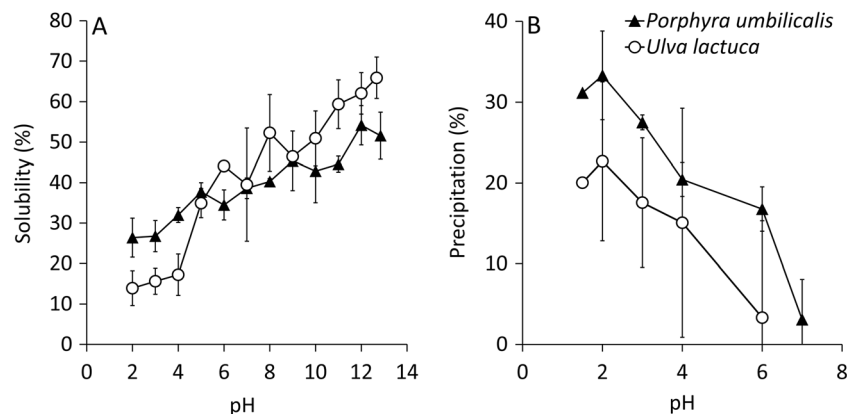 A
Solubility (%)
80
70
60
50
40
30
20
10
0
0 2 4 6 8 10 12 14
pH
B
Porphyra umbilicalis
Ulva lactuca
Precipitation (%)
40
30
20
10
0
0 2 4 6 8
pH